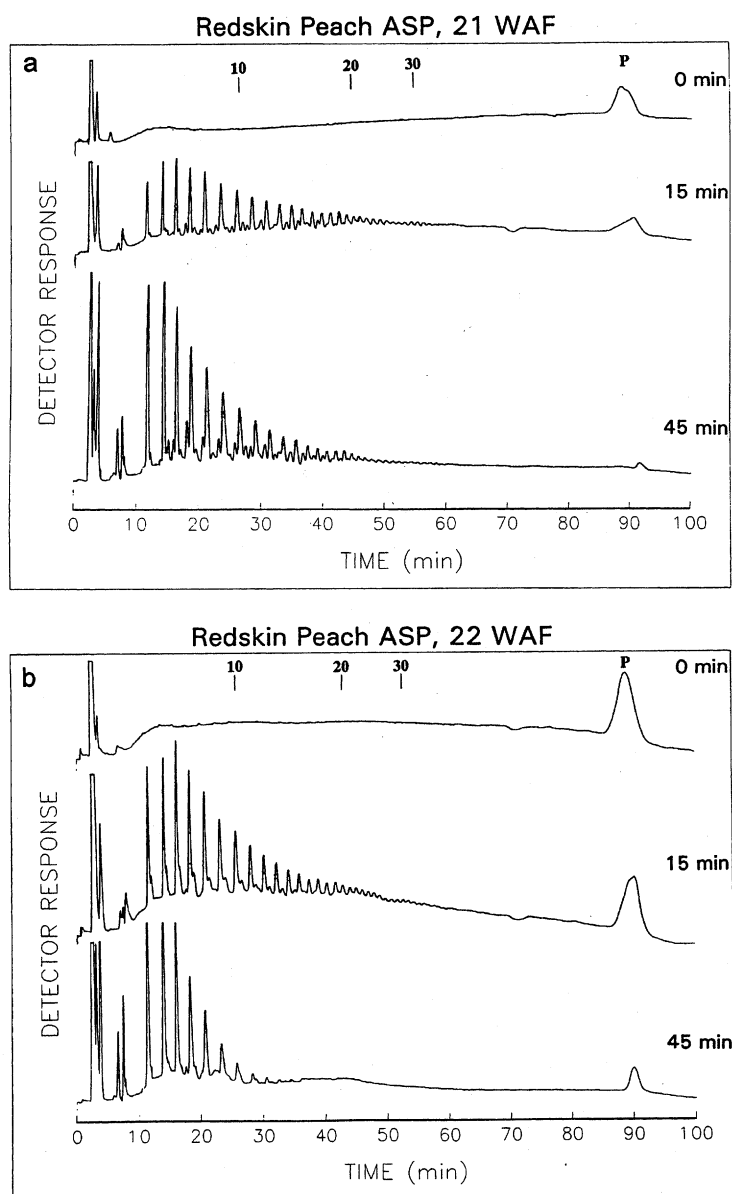 Redskin Peach ASP, 21 WAF
a
10 20 30 P
0 min
15 min
45 min
DETECTOR RESPONSE
0 10 20 30 40 50 60 70 80 90 100
TIME (min)
Redskin Peach ASP, 22 WAF
b
10 20 30 P
0 min
15 min
45 min
DETECTOR RESPONSE
0 10 20 30 40 50 60 70 80 90 100
TIME (min)